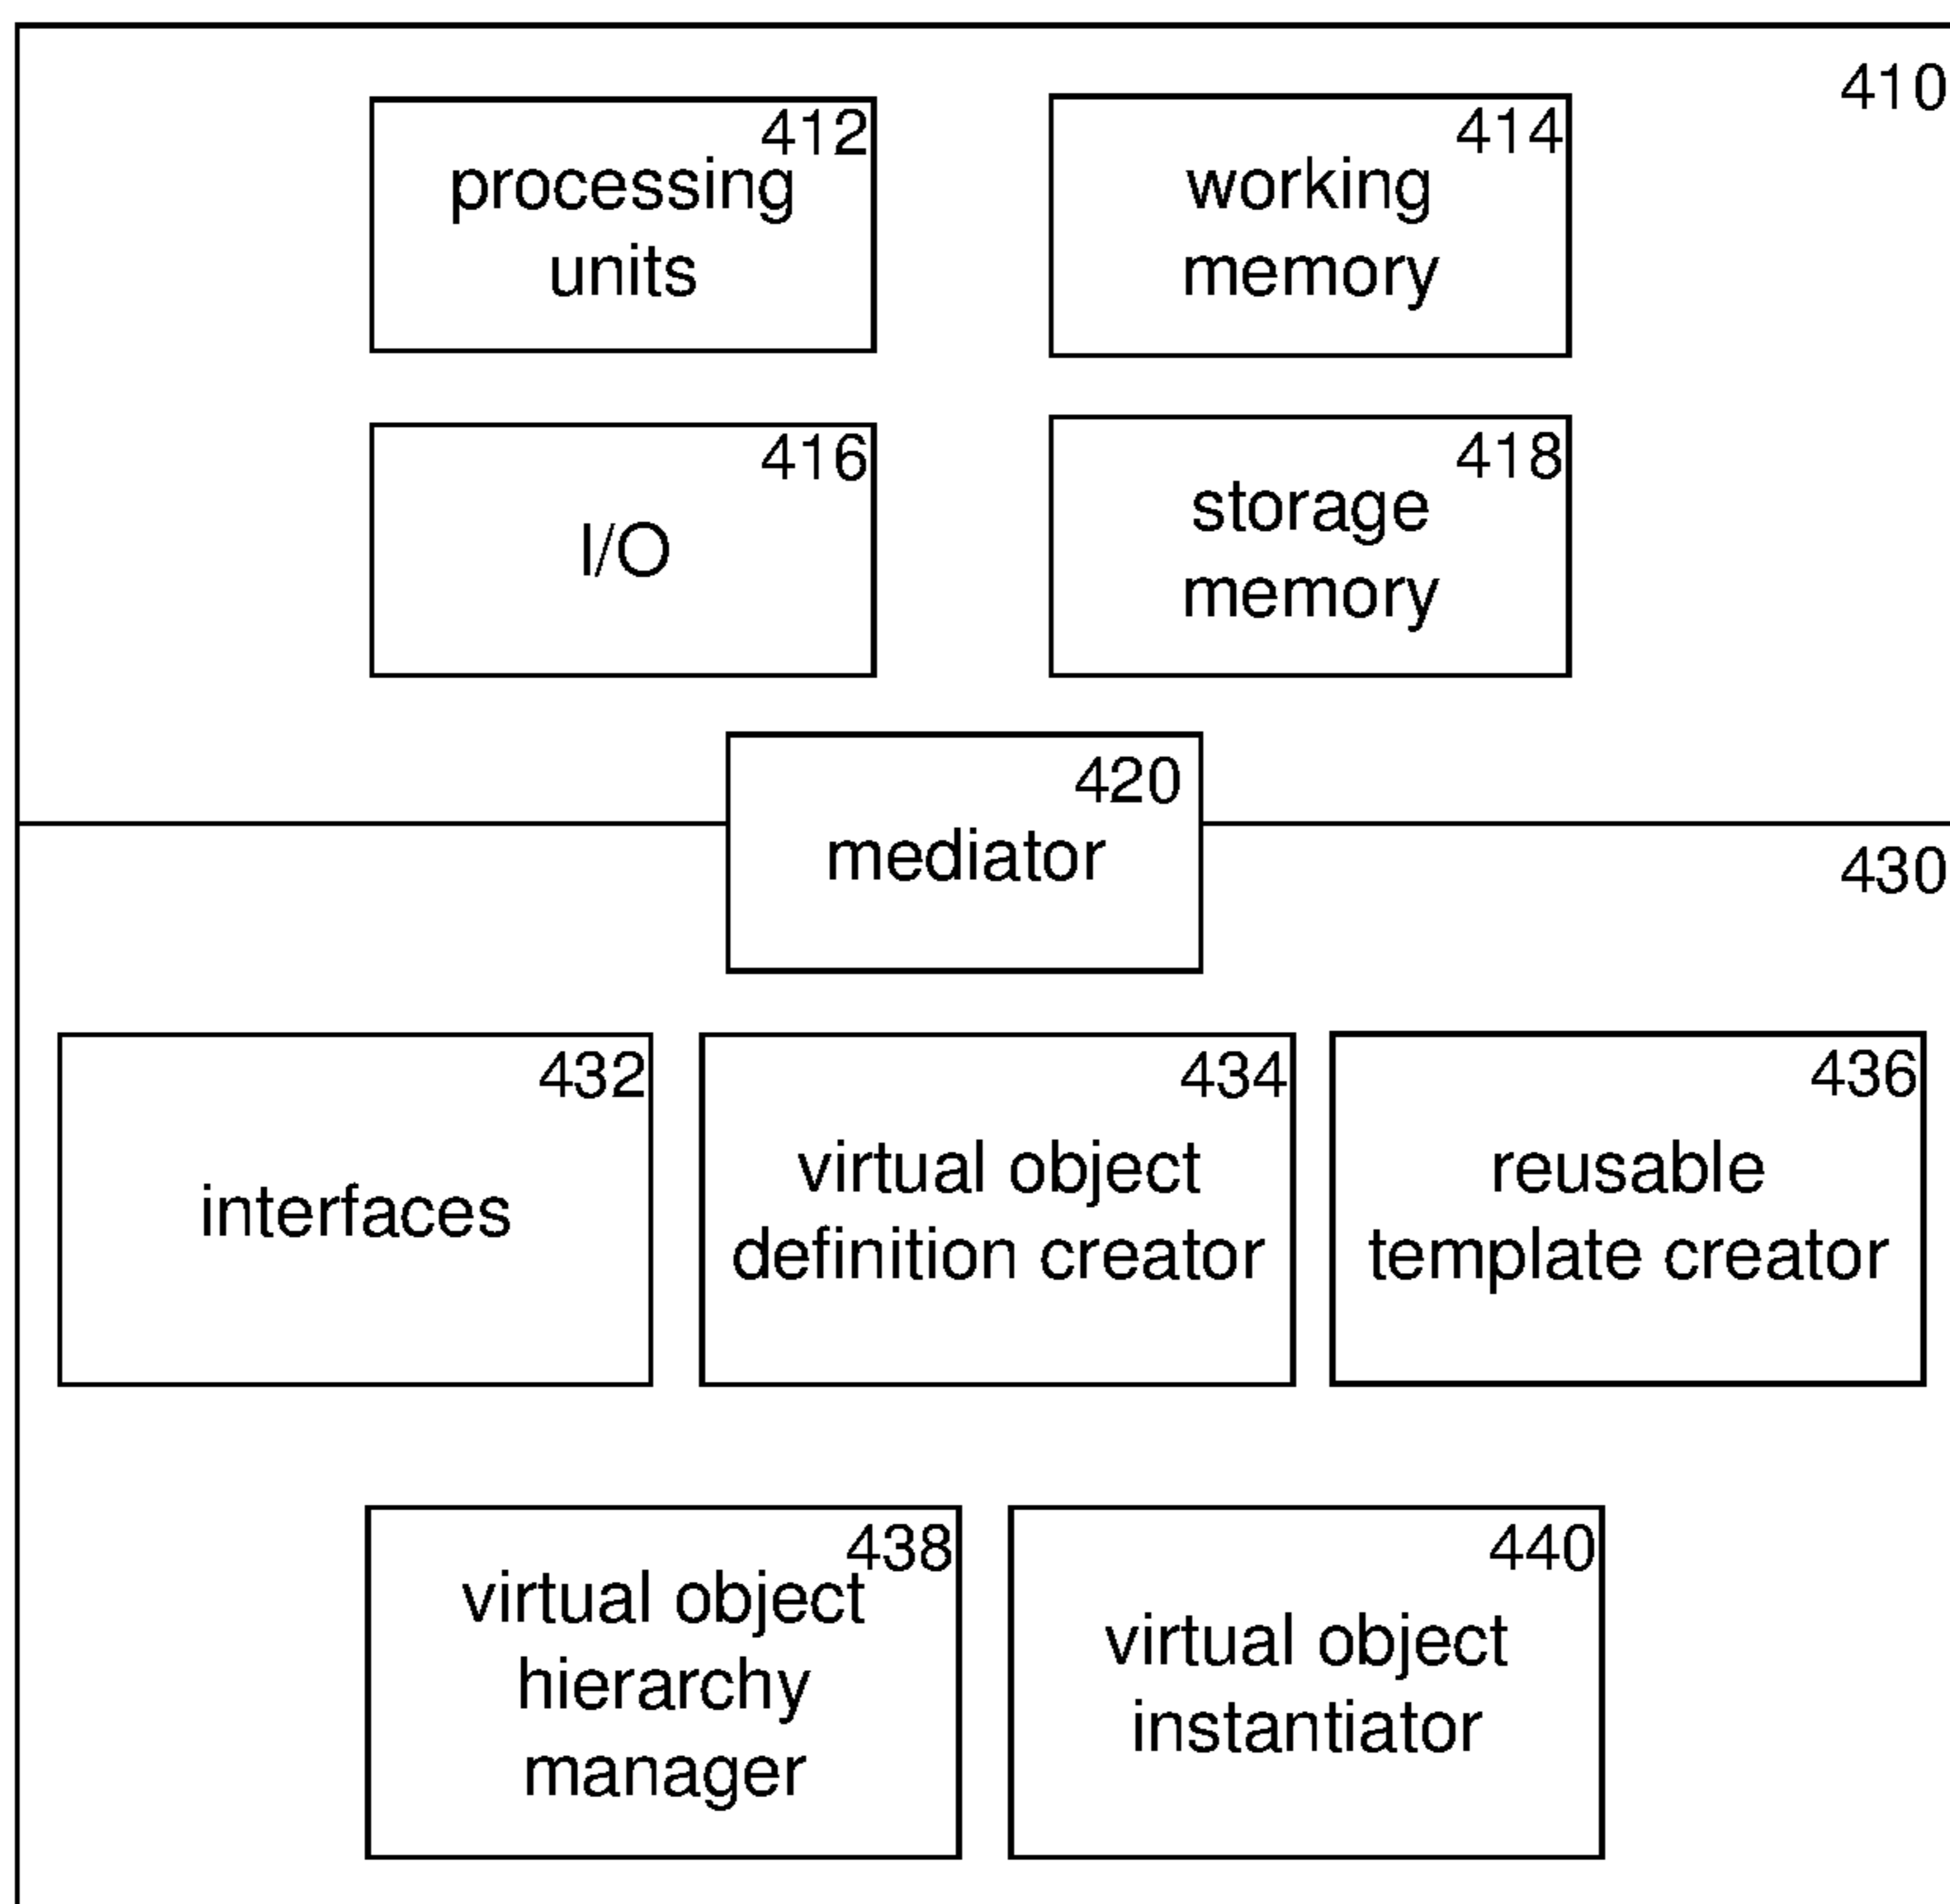 410
412
processing
units
414
working
memory
416
I/O
418
storage
memory
420
mediator
430
432
interfaces
434
virtual object
definition creator
436
reusable
template creator
438
virtual object
hierarchy
manager
440
virtual object
instantiator